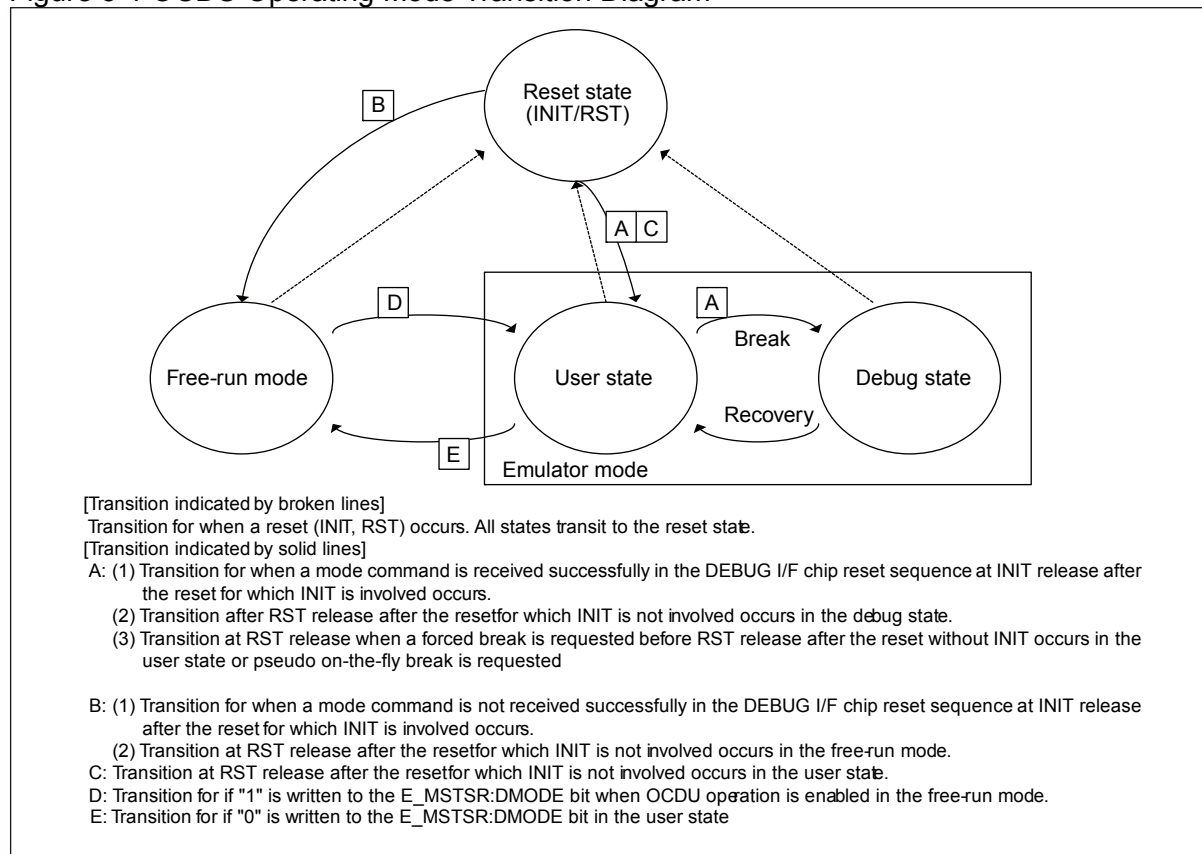 Figure 3-1 OCDU Operating Mode Transition Diagram
Reset state
(INIT/RST)
B
A C
D
A
Break
Free-run mode
User state
Debug state
Recovery
E
Emulator mode
[Transition indicated by broken lines]
Transition for when a reset (INIT, RST) occurs. All states transit to the reset state.
[Transition indicated by solid lines]
A: (1) Transition for when a mode command is received successfully in the DEBUG I/F chip reset sequence at INIT release after
the reset for which INIT is involved occurs.
(2) Transition after RST release after the resetfor which INIT is not involved occurs in the debug state.
(3) Transition at RST release when a forced break is requested before RST release after the reset without INIT occurs in the
user state or pseudo on-the-fly break is requested
B: (1) Transition for when a mode command is not received successfully in the DEBUG I/F chip reset sequence at INIT release
after the reset for which INIT is involved occurs.
(2) Transition at RST release after the resetfor which INIT is not involved occurs in the free-run mode.
C: Transition at RST release after the resetfor which INIT is not involved occurs in the user state.
D: Transition for if "1" is written to the E_MSTSR:DMODE bit when OCDU operation is enabled in the free-run mode.
E: Transition for if "0" is written to the E_MSTSR:DMODE bit in the user state